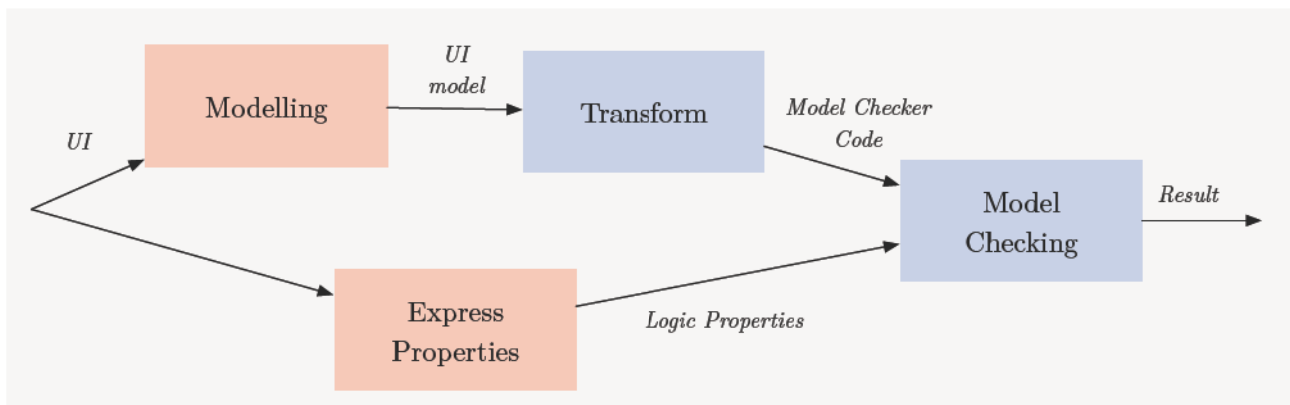 UI
Modelling
UI
model
Transform
Model Checker
Code
Model
Checking
Result
Express
Properties
Logic Properties